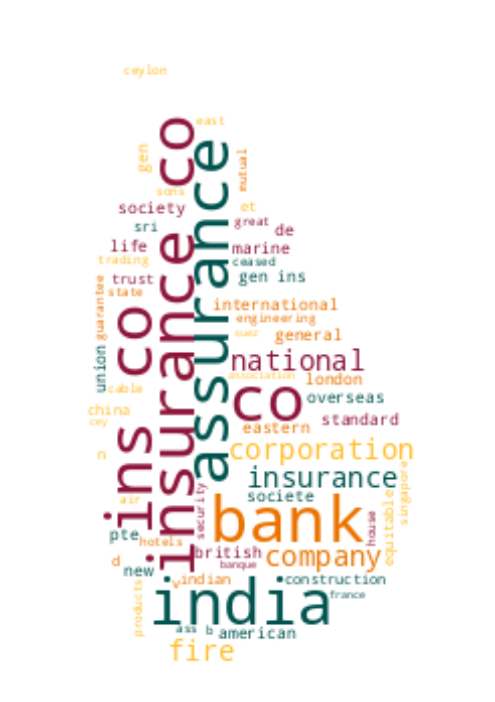 ceylon
east
insurance co
assurance
gen
mutual
sons
society
et
great
sri
de
life
marine
trading
ceased
trust
gen ins
state
guarantee
international
engineering
ins co
suez
general
union
national
association
london
cable
co
overseas
china
cey
standard
eastern
corporation
n
insurance
singapore
societe
equitable
security
air
bank
house
pte
hotels
british
company
banque
d
new
v
indian
construction
india
france
products
ass b
american
fire